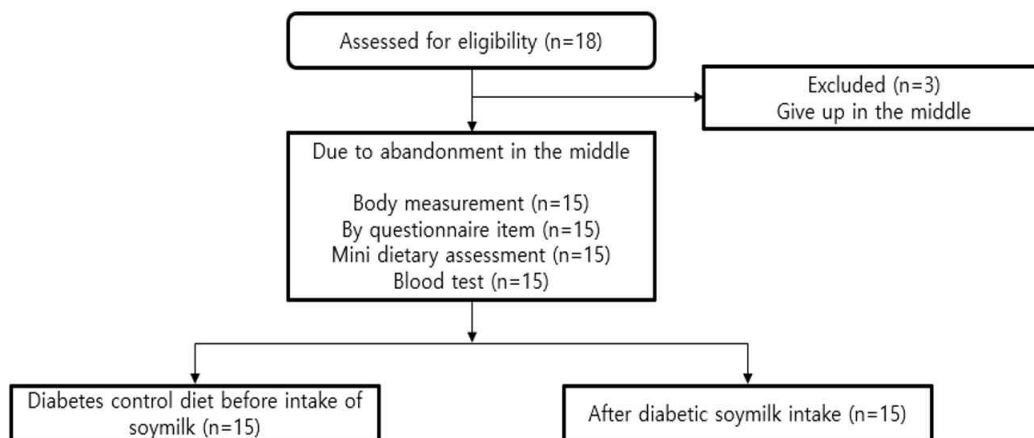 Assessed for eligibility (n=18)
Excluded (n=3)
Give up in the middle
Due to abandonment in the middle
Body measurement (n=15)
By questionnaire item (n=15)
Mini dietary assessment (n=15)
Blood test (n=15)
Diabetes control diet before intake of
soymilk (n=15)
After diabetic soymilk intake (n=15)